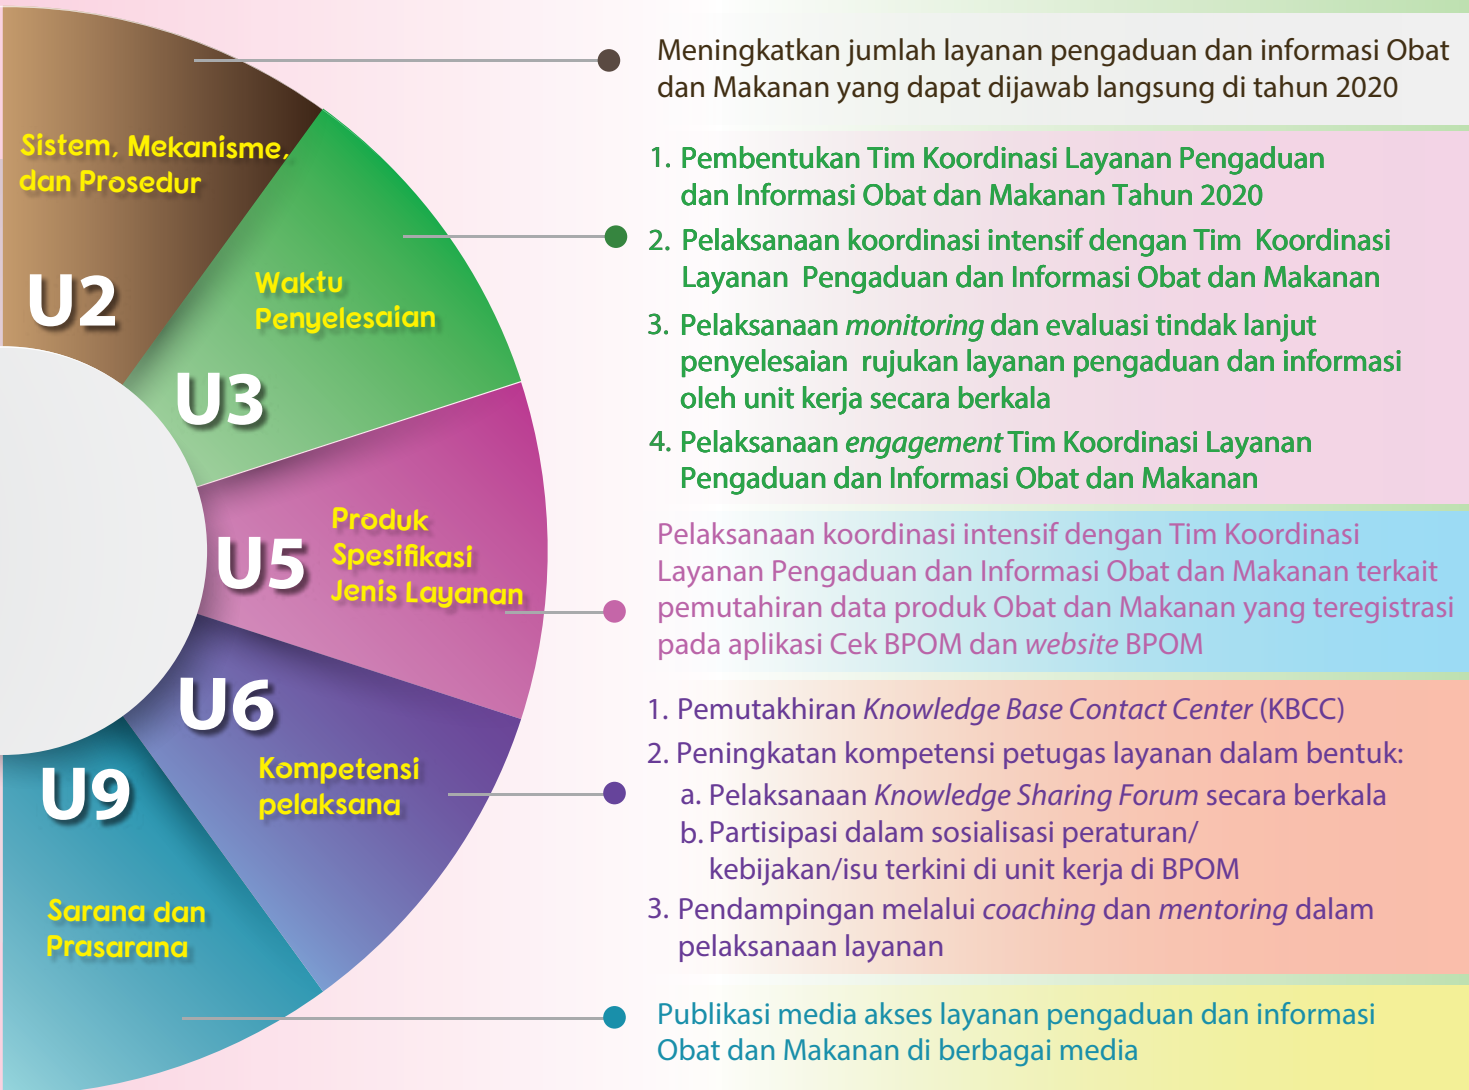 Sistem, Mekanisme,
dan Prosedur
U2
Meningkatkan jumlah layanan pengaduan dan informasi Obat
dan Makanan yang dapat dijawab langsung di tahun 2020
Waktu
Penyelesaian
U3
1. Pembentukan Tim Koordinasi Layanan Pengaduan
dan Informasi Obat dan Makanan Tahun 2020
2. Pelaksanaan koordinasi intensif dengan Tim Koordinasi
Layanan Pengaduan dan Informasi Obat dan Makanan
3. Pelaksanaan monitoring dan evaluasi tindak lanjut
penyelesaian rujukan layanan pengaduan dan informasi
oleh unit kerja secara berkala
4. Pelaksanaan engagement Tim Koordinasi Layanan
Pengaduan dan Informasi Obat dan Makanan
U5
Produk
Spesifikasi
Jenis Layanan
Pelaksanaan koordinasi intensif dengan Tim Koordinasi
Layanan Pengaduan dan Informasi Obat dan Makanan terkait
pemutahiran data produk Obat dan Makanan yang teregistrasi
pada aplikasi Cek BPOM dan website BPOM
U6
Kompetensi
pelaksana
1. Pemutakhiran Knowledge Base Contact Center (KBCC)
2. Peningkatan kompetensi petugas layanan dalam bentuk:
a. Pelaksanaan Knowledge Sharing Forum secara berkala
b. Partisipasi dalam sosialisasi peraturan/
kebijakan/isu terkini di unit kerja di BPOM
3. Pendampingan melalui coaching dan mentoring dalam
pelaksanaan layanan
U9
Sarana dan
Prasarana
Publikasi media akses layanan pengaduan dan informasi
Obat dan Makanan di berbagai media